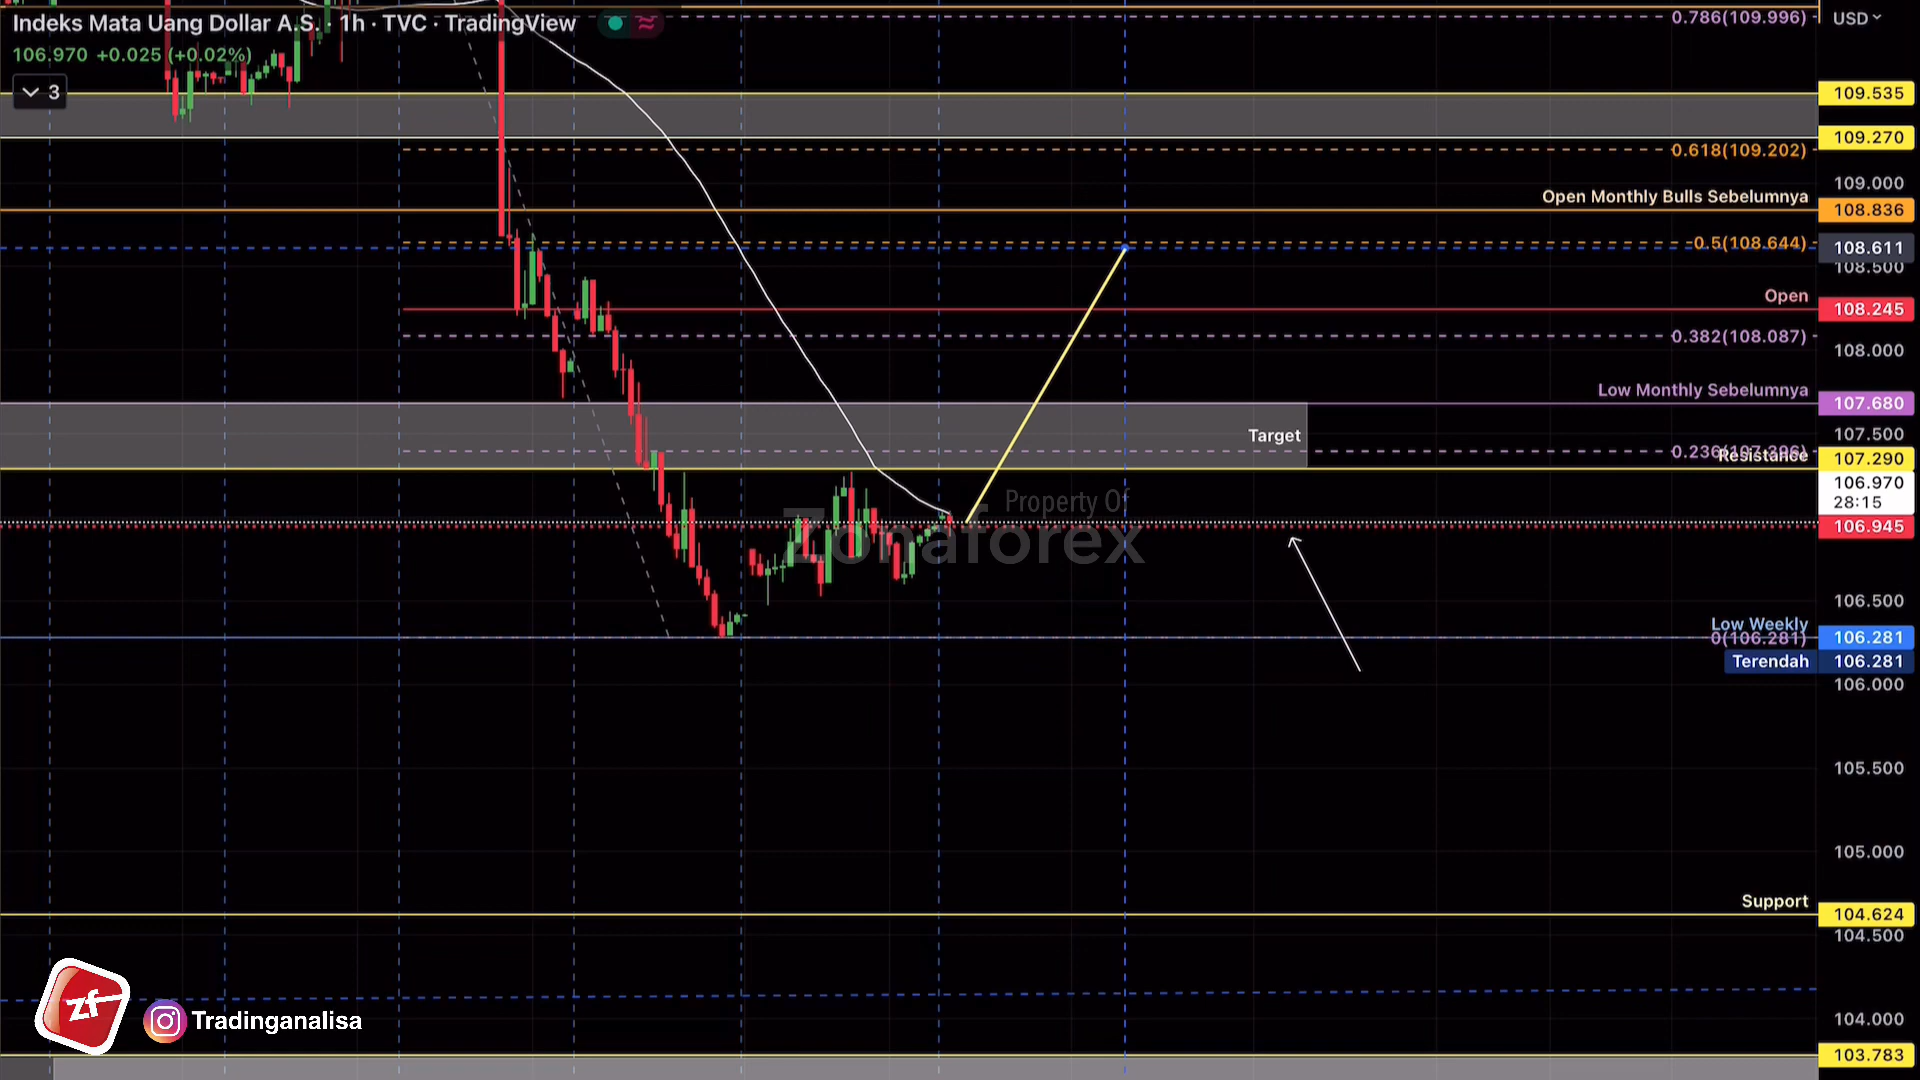 Indeks Mata Uang Dollar A.S. · 1h · TVC · TradingView
106.970 +0.025 (+0.02%)
3
USD
0.786(109.996)
109.535
109.270
0.618(109.202)
109.000
Open Monthly Bulls Sebelumnya
108.836
0.5(108.644)
108.611
108.500
Open
108.245
0.382(108.087)
108.000
Low Monthly Sebelumnya
107.680
Target
107.500
0.236(107.396)
Resistance
107.290
106.970
28:15
106.945
Property Of
Zonaforex
106.500
Low Weekly
0(106.281)
106.281
Terendah
106.281
106.000
105.500
105.000
Support
104.624
104.500
104.000
103.783
zf
Tradinganalisa